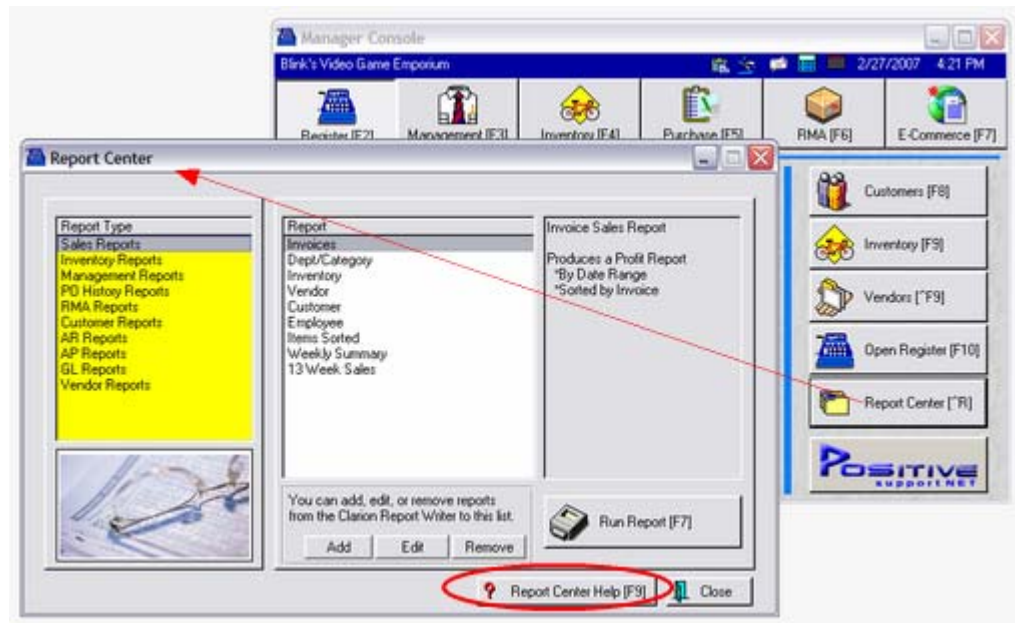 Manager Console
Blink's Video Game Emporium
2/27/2007 4:21 PM
Register [F2]
Management [F3]
Inventory [F4]
Purchase [F5]
RMA [F6]
E-Commerce [F7]
Report Center
Customers [F8]
Inventory [F9]
Vendors [^F9]
Open Register [F10]
Report Center [^R]
POSITIVE
support NET
Report Type
Sales Reports
Inventory Reports
Management Reports
PO History Reports
RMA Reports
Customer Reports
AR Reports
AP Reports
GL Reports
Vendor Reports
Report
Invoices
Dept/Category
Inventory
Vendor
Customer
Employee
Items Sorted
Weekly Summary
13 Week Sales
Invoice Sales Report
Produces a Profit Report
*By Date Range
*Sorted by Invoice
You can add, edit, or remove reports
from the Clarion Report Writer to this list.
Add
Edit
Remove
Run Report [F7]
Report Center Help [F9]
Close